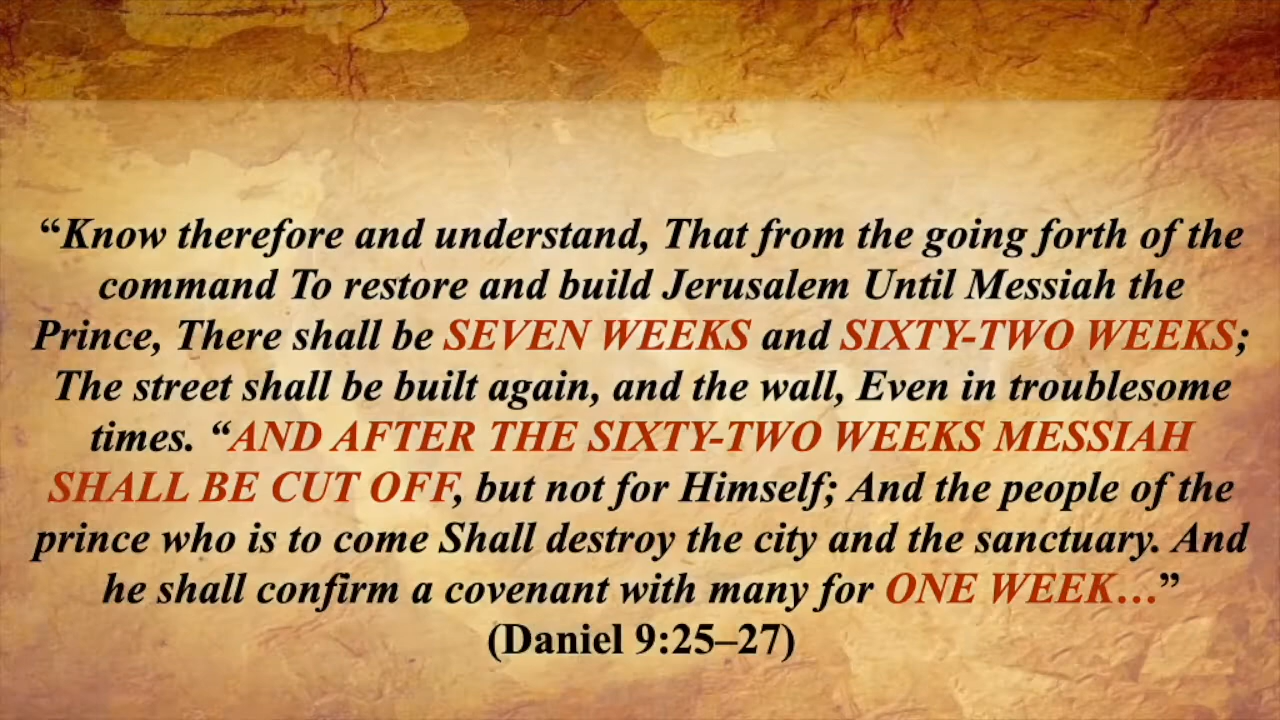 “Know therefore and understand, That from the going forth of the
command To restore and build Jerusalem Until Messiah the
Prince, There shall be SEVEN WEEKS and SIXTY-TWO WEEKS;
The street shall be built again, and the wall, Even in troublesome
times. “AND AFTER THE SIXTY-TWO WEEKS MESSIAH
SHALL BE CUT OFF, but not for Himself; And the people of the
prince who is to come Shall destroy the city and the sanctuary. And
he shall confirm a covenant with many for ONE WEEK…”
(Daniel 9:25–27)